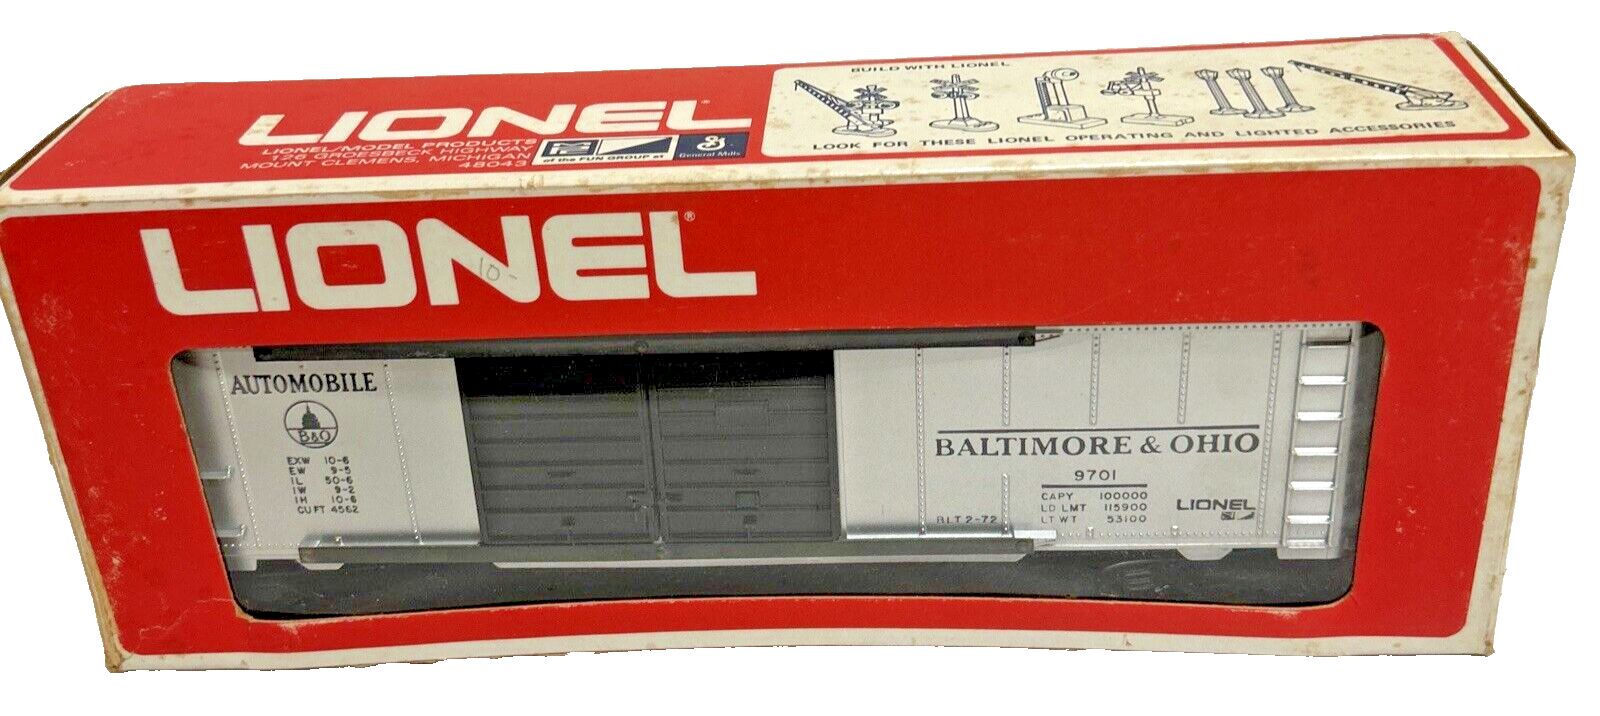 BUILD WITH LIONEL
LOOK FOR THESE LIONEL OPERATING AND LIGHTED ACCESSORIES
LIONEL
LIONEL/MODEL PRODUCTS
126 GROESBECK HIGHWAY
MOUNT CLEMENS, MICHIGAN
48043
MPC
of the FUN GROUP at
General Mills
LIONEL®
10-
AUTOMOBILE
B&O
EXW 10-6
EW 9-5
IL 50-6
IW 9-2
IH 10-6
CU FT 4562
BALTIMORE & OHIO
9701
CAPY 100000
LD LMT 115900
BLT 2-72 LT WT 53100
LIONEL